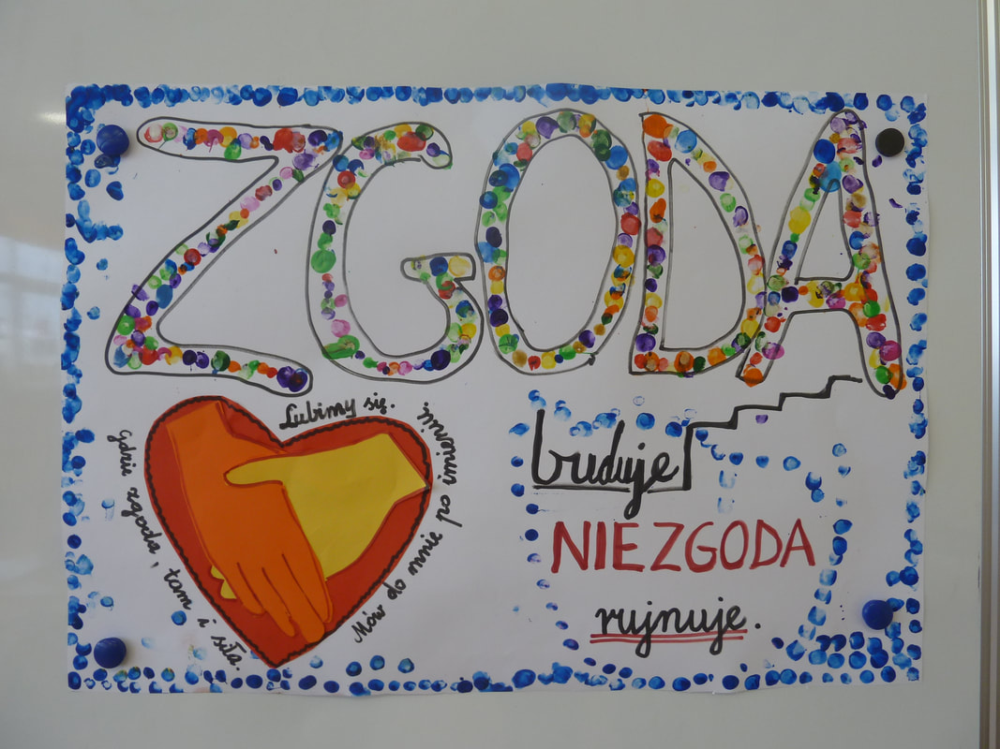 ZGODA
buduje
NIEZGODA
rujnuje.
Lubimy się.
Mów do mnie po imieniu.
Gdzie zgoda, tam i siła.